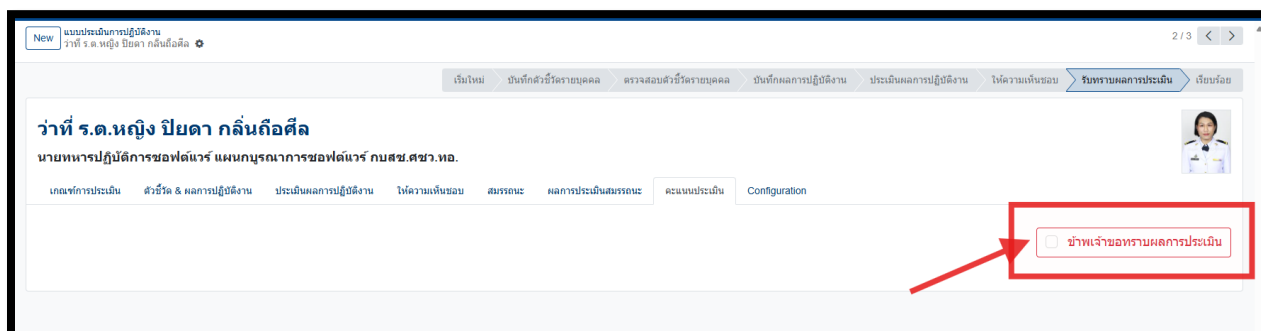 New
แบบประเมินการปฏิบัติงาน
ว่าที่ ร.ต.หญิง ปิยดา กลิ่นถือศีล
2 / 3
เริ่มใหม่ บันทึกตัวชี้วัดรายบุคคล ตรวจสอบตัวชี้วัดรายบุคคล บันทึกผลการปฏิบัติงาน ประเมินผลการปฏิบัติงาน ให้ความเห็นชอบ รับทราบผลการประเมิน เรียบร้อย
ว่าที่ ร.ต.หญิง ปิยดา กลิ่นถือศีล
นายทหารปฏิบัติการซอฟต์แวร์ แผนกบูรณาการซอฟต์แวร์ กบสซ.ศซว.ทอ.
เกณฑ์การประเมิน ตัวชี้วัด & ผลการปฏิบัติงาน ประเมินผลการปฏิบัติงาน ให้ความเห็นชอบ สมรรถนะ ผลการประเมินสมรรถนะ คะแนนประเมิน Configuration
ข้าพเจ้าขอทราบผลการประเมิน